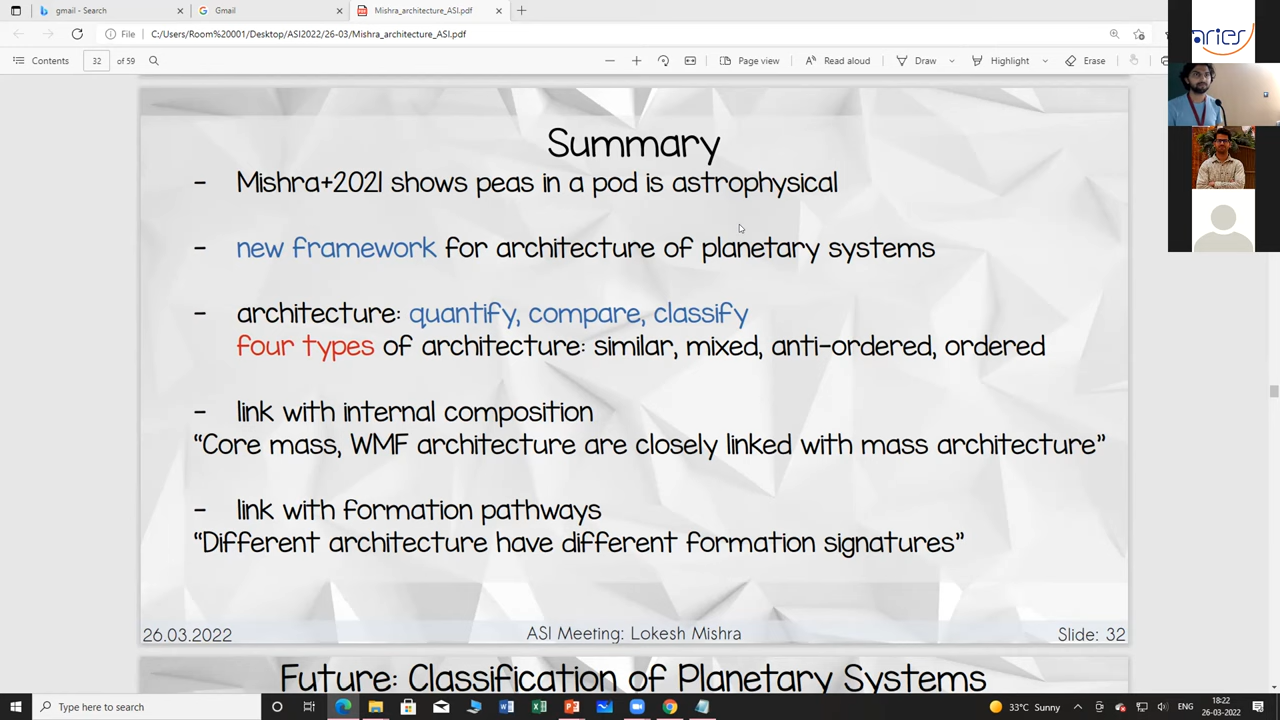 gmail - Search
Gmail
Mishra_architecture_ASI.pdf
File
C:/Users/Room%20001/Desktop/ASI2022/26-03/Mishra_architecture_ASI.pdf
Contents
32
of 59
Page view
Read aloud
Draw
Highlight
Erase
aries
Summary
- Mishra+2021 shows peas in a pod is astrophysical
- new framework for architecture of planetary systems
- architecture: quantify, compare, classify
four types of architecture: similar, mixed, anti-ordered, ordered
- link with internal composition
“Core mass, WMF architecture are closely linked with mass architecture”
- link with formation pathways
“Different architecture have different formation signatures”
26.03.2022
ASI Meeting: Lokesh Mishra
Slide: 32
Future: Classification of Planetary Systems
Type here to search
33°C Sunny
ENG
18:22
26-03-2022